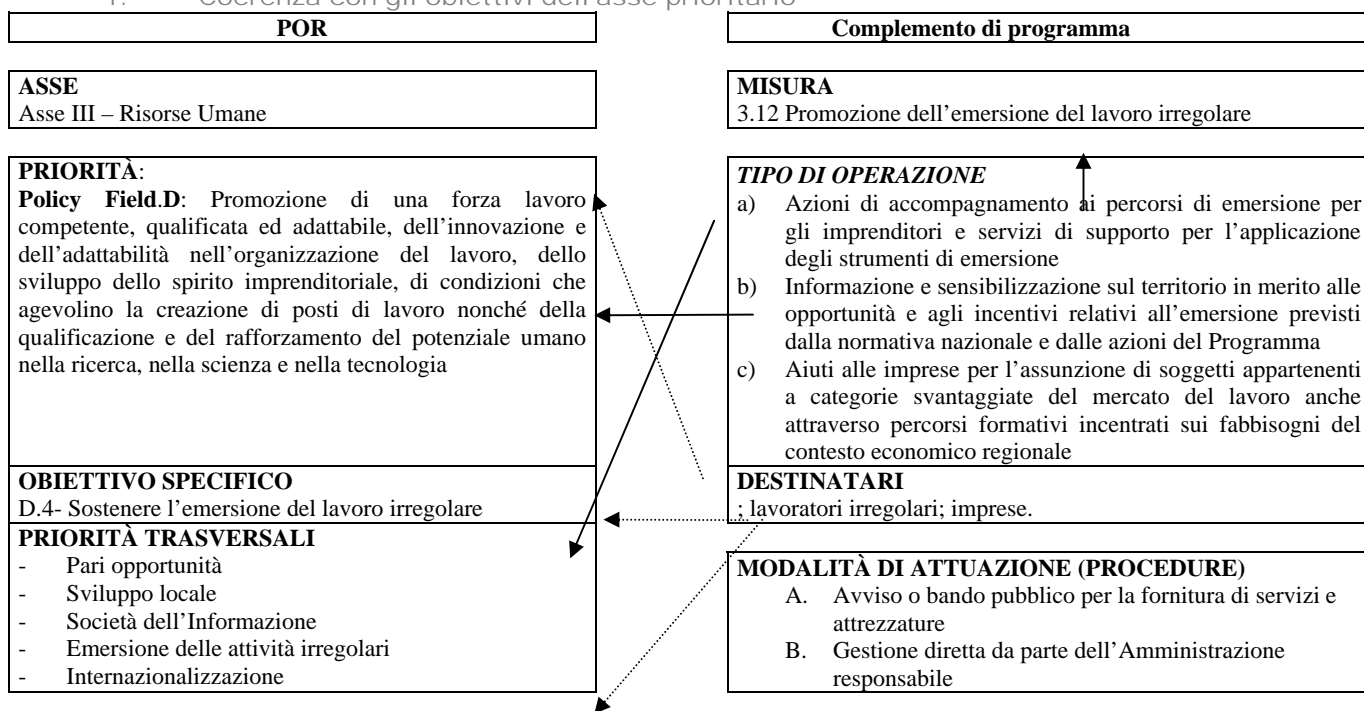 1. Coerenza con gli obiettivi dell'asse prioritario
POR
ASSE
Asse III – Risorse Umane
PRIORITÀ:
Policy Field.D: Promozione di una forza lavoro
competente, qualificata ed adattabile, dell'innovazione e
dell'adattabilità nell'organizzazione del lavoro, dello
sviluppo dello spirito imprenditoriale, di condizioni che
agevolino la creazione di posti di lavoro nonché della
qualificazione e del rafforzamento del potenziale umano
nella ricerca, nella scienza e nella tecnologia
OBIETTIVO SPECIFICO
D.4- Sostenere l'emersione del lavoro irregolare
PRIORITÀ TRASVERSALI
- Pari opportunità
- Sviluppo locale
- Società dell'Informazione
- Emersione delle attività irregolari
- Internazionalizzazione
Complemento di programma
MISURA
3.12 Promozione dell'emersione del lavoro irregolare
TIPO DI OPERAZIONE
a) Azioni di accompagnamento ai percorsi di emersione per
gli imprenditori e servizi di supporto per l'applicazione
degli strumenti di emersione
b) Informazione e sensibilizzazione sul territorio in merito alle
opportunità e agli incentivi relativi all'emersione previsti
dalla normativa nazionale e dalle azioni del Programma
c) Aiuti alle imprese per l'assunzione di soggetti appartenenti
a categorie svantaggiate del mercato del lavoro anche
attraverso percorsi formativi incentrati sui fabbisogni del
contesto economico regionale
DESTINATARI
; lavoratori irregolari; imprese.
MODALITÀ DI ATTUAZIONE (PROCEDURE)
A. Avviso o bando pubblico per la fornitura di servizi e
attrezzature
B. Gestione diretta da parte dell'Amministrazione
responsabile